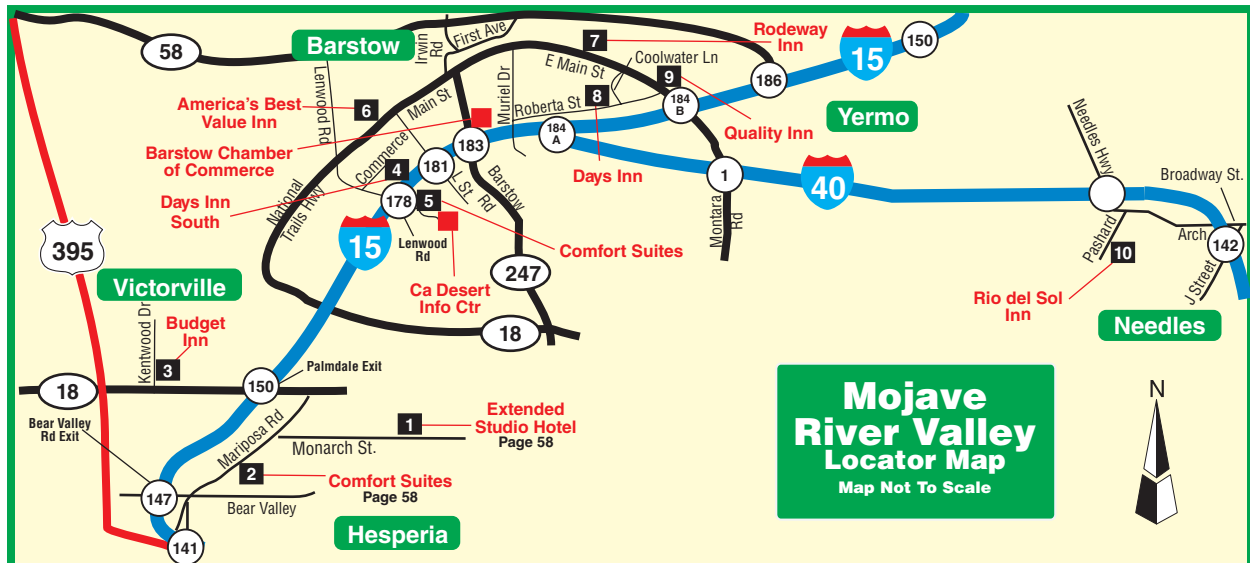 58
Barstow
Irwin
Rd
First Ave
7
Rodeway
Inn
15
150
Lenwood Rd
E Main St
Coolwater Ln
186
America's Best
Value Inn
6
Main St
Muriel Dr
9
8
Roberta St
184
B
Yermo
Needles Hwy
Barstow Chamber
of Commerce
Commerce
183
184
A
Quality Inn
4
181
Days Inn
1
40
Broadway St.
Days Inn
South
National
Trails Hwy
178
5
L St.
Barstow
Rd
Montara
Rd
Pashard
Arch
142
395
15
Lenwood
Rd
Comfort Suites
10
J Street
247
Ca Desert
Info Ctr
Rio del Sol
Inn
Victorville
Kentwood Dr
Budget
Inn
18
Needles
3
Palmdale Exit
18
150
Mojave
River Valley
Locator Map
Map Not To Scale
N
Bear Valley
Rd Exit
Mariposa Rd
1
Extended
Studio Hotel
Page 58
Monarch St.
2
Comfort Suites
Page 58
147
Bear Valley
Hesperia
141